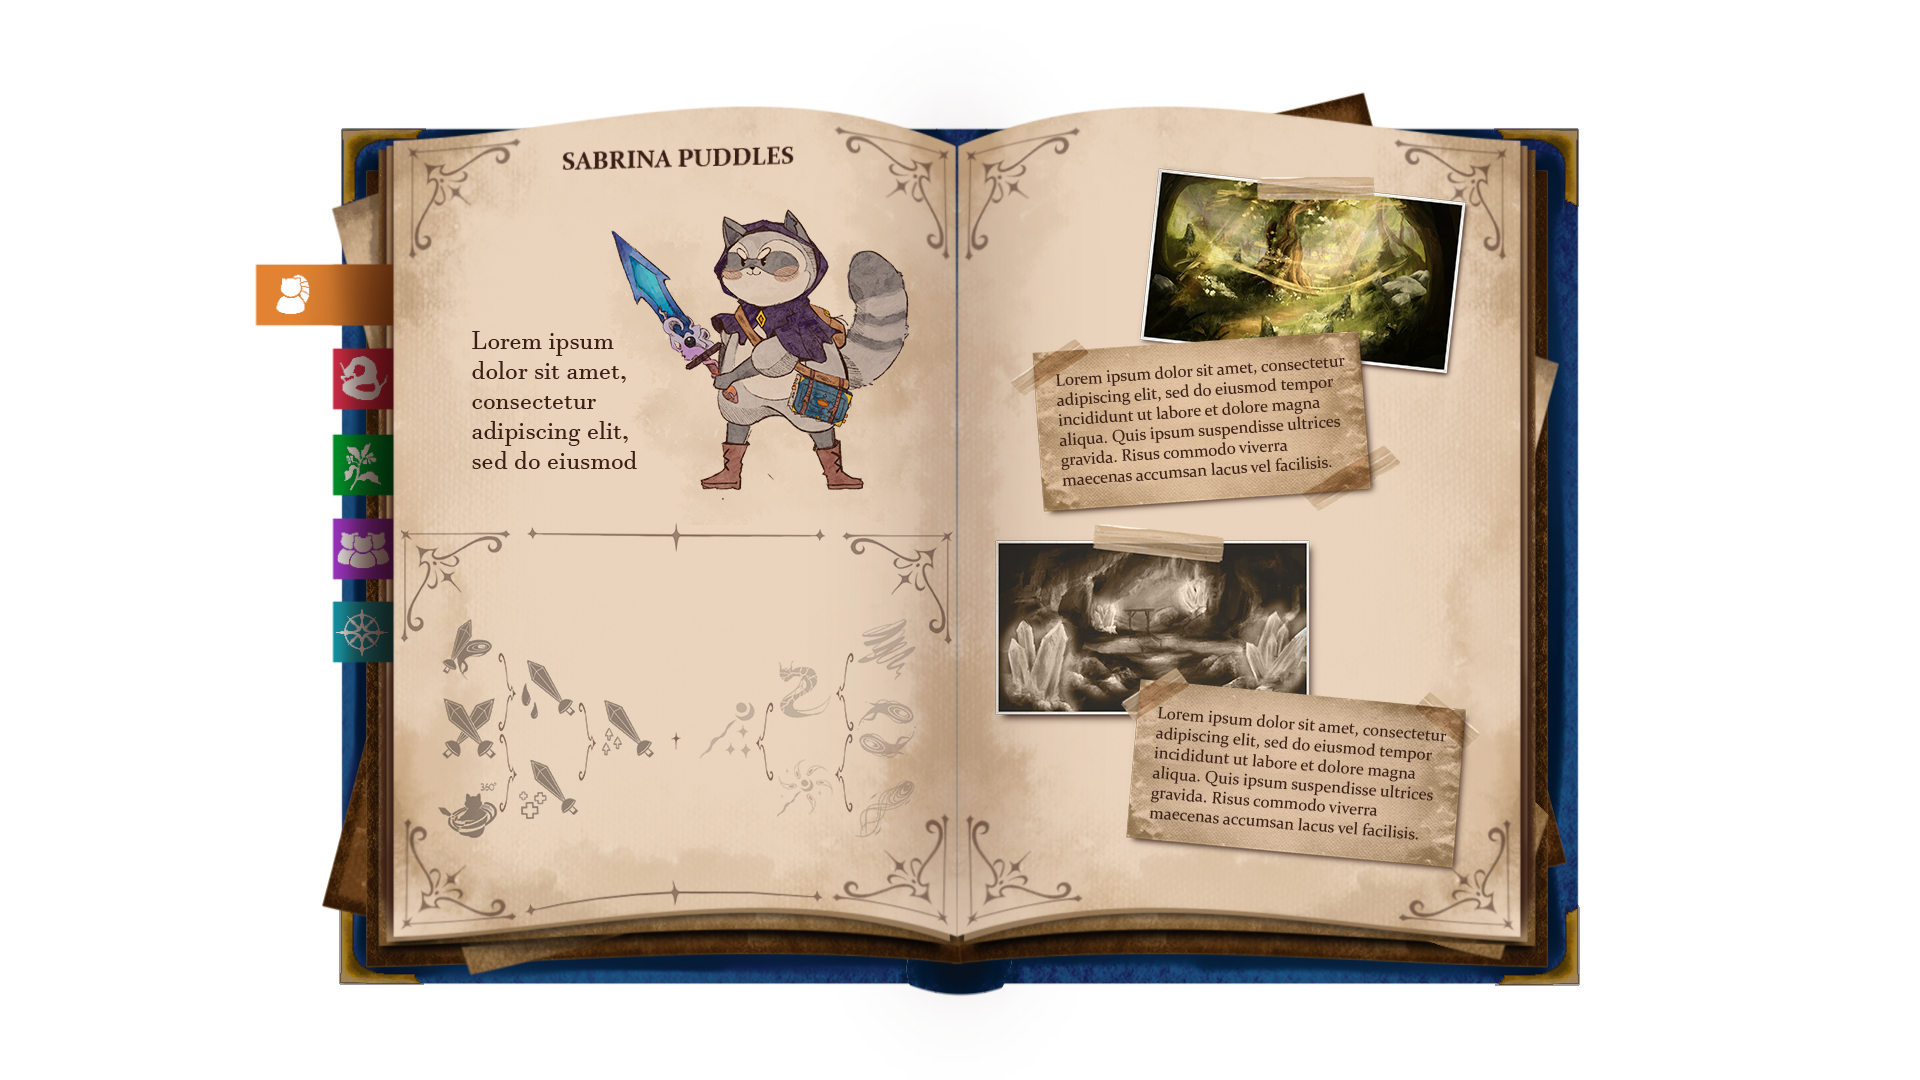 SABRINA PUDDLES
Lorem ipsum
dolor sit amet,
consectetur
adipiscing elit,
sed do eiusmod
360°
Lorem ipsum dolor sit amet, consectetur
adipiscing elit, sed do eiusmod tempor
incididunt ut labore et dolore magna
aliqua. Quis ipsum suspendisse ultrices
gravida. Risus commodo viverra
maecenas accumsan lacus vel facilisis.
Lorem ipsum dolor sit amet, consectetur
adipiscing elit, sed do eiusmod tempor
incididunt ut labore et dolore magna
aliqua. Quis ipsum suspendisse ultrices
gravida. Risus commodo viverra
maecenas accumsan lacus vel facilisis.